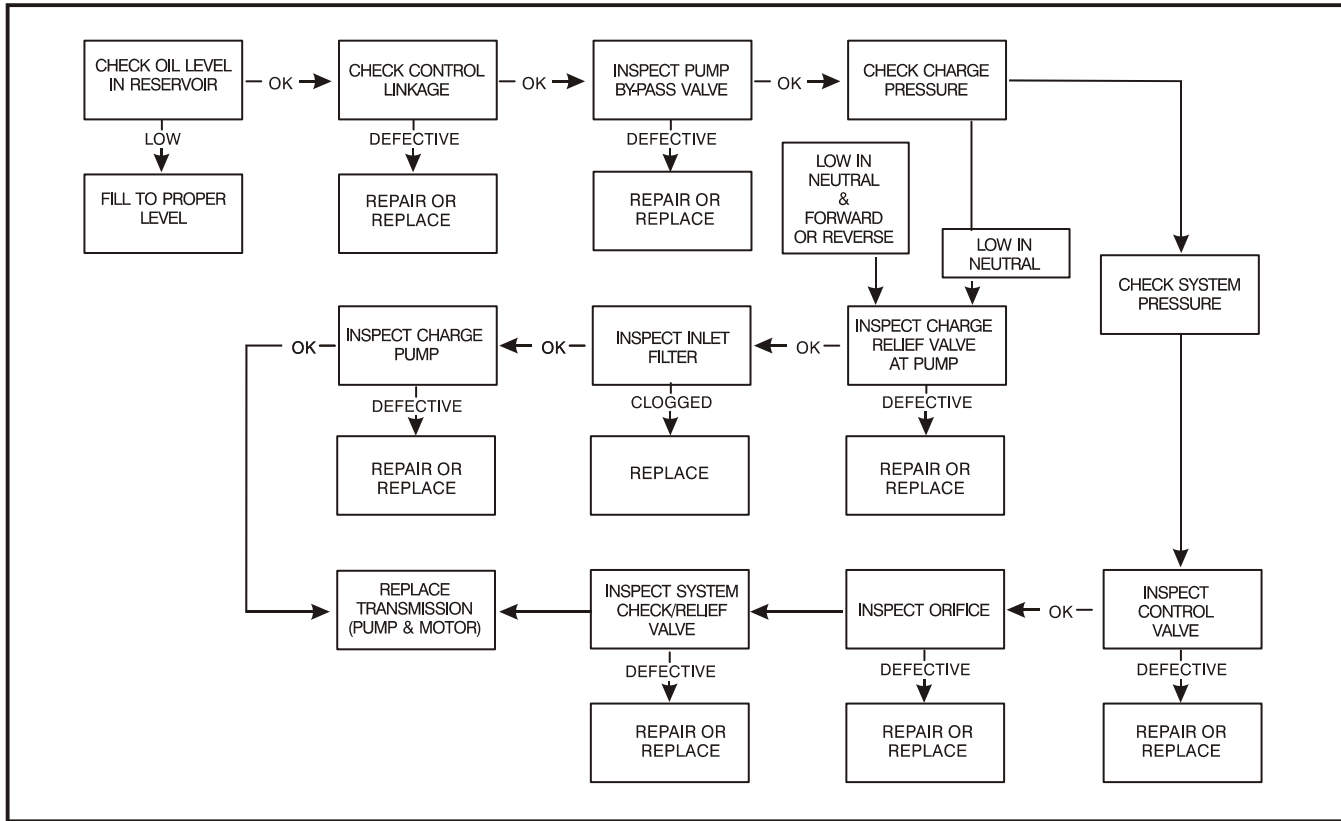 CHECK OIL LEVEL
IN RESERVOIR
OK
CHECK CONTROL
LINKAGE
OK
INSPECT PUMP
BY-PASS VALVE
OK
CHECK CHARGE
PRESSURE
LOW
DEFECTIVE
DEFECTIVE
FILL TO PROPER
LEVEL
REPAIR OR
REPLACE
REPAIR OR
REPLACE
LOW IN
NEUTRAL
&
FORWARD
OR REVERSE
LOW IN
NEUTRAL
CHECK SYSTEM
PRESSURE
OK
INSPECT CHARGE
PUMP
OK
INSPECT INLET
FILTER
OK
INSPECT CHARGE
RELIEF VALVE
AT PUMP
DEFECTIVE
CLOGGED
DEFECTIVE
REPAIR OR
REPLACE
REPLACE
REPAIR OR
REPLACE
REPLACE
TRANSMISSION
(PUMP & MOTOR)
INSPECT SYSTEM
CHECK/RELIEF
VALVE
INSPECT ORIFICE
OK
INSPECT
CONTROL
VALVE
DEFECTIVE
DEFECTIVE
DEFECTIVE
REPAIR OR
REPLACE
REPAIR OR
REPLACE
REPAIR OR
REPLACE